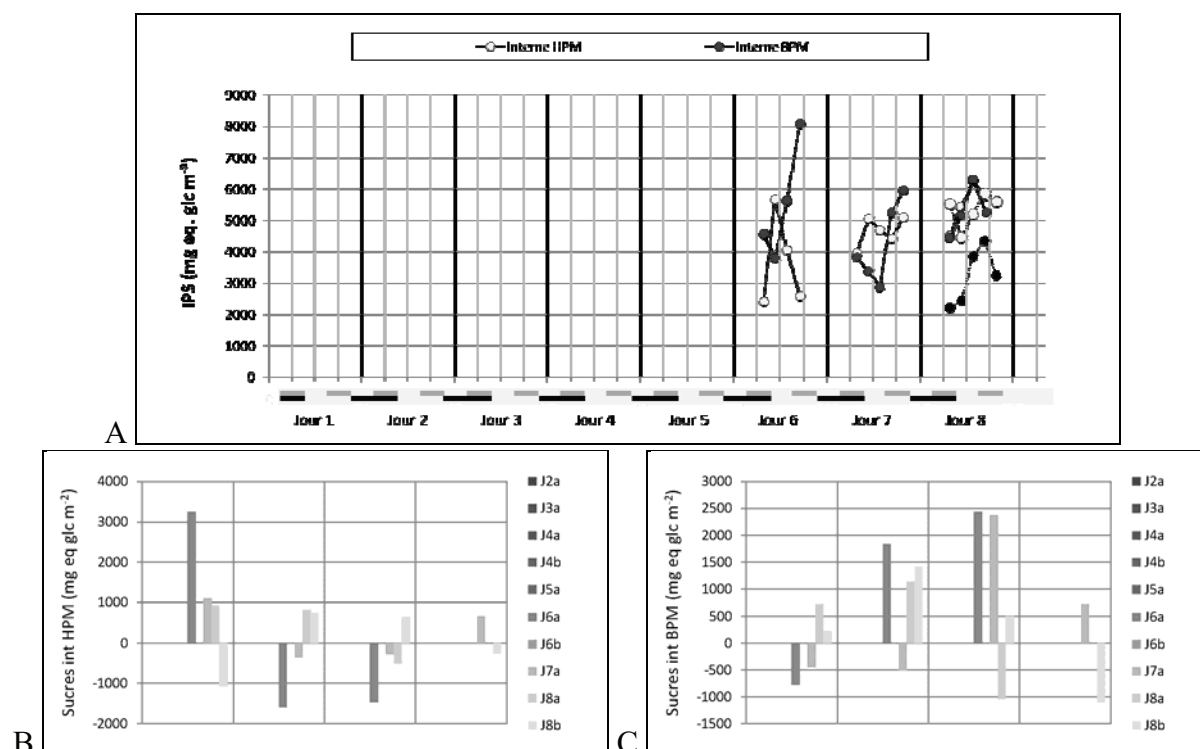 Interne HPM Interne BPM
9000
8000
7000
6000
5000
4000
3000
2000
1000
0
IPS (mg eq. glc m⁻³)
Jour 1 Jour 2 Jour 3 Jour 4 Jour 5 Jour 6 Jour 7 Jour 8
A
4000
3000
2000
1000
0
-1000
-2000
Sucres int HPM (mg eq glc m⁻²)
J2a
J3a
J4a
J4b
J5a
J6a
J6b
J7a
J8a
J8b
B
3000
2500
2000
1500
1000
500
0
-500
-1000
-1500
Sucres int BPM (mg eq glc m⁻²)
J2a
J3a
J4a
J4b
J5a
J6a
J6b
J7a
J8a
J8b
C